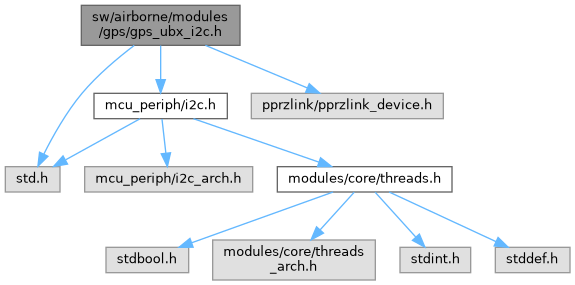 sw/airborne/modules
/gps/gps_ubx_i2c.h
mcu_periph/i2c.h
pprzlink/pprzlink_device.h
std.h
mcu_periph/i2c_arch.h
modules/core/threads.h
stdbool.h
modules/core/threads
_arch.h
stdint.h
stddef.h